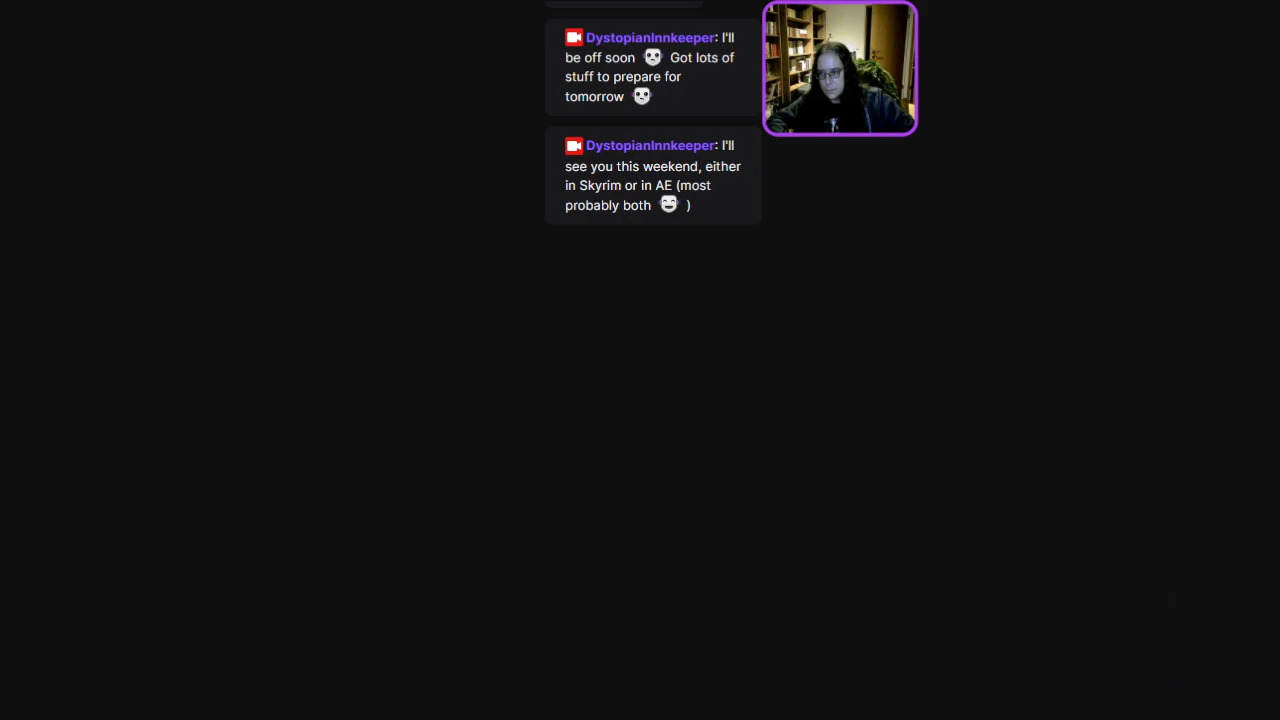 DystopianInnkeeper: I'll
be off soon Got lots of
stuff to prepare for
tomorrow
DystopianInnkeeper: I'll
see you this weekend, either
in Skyrim or in AE (most
probably both )